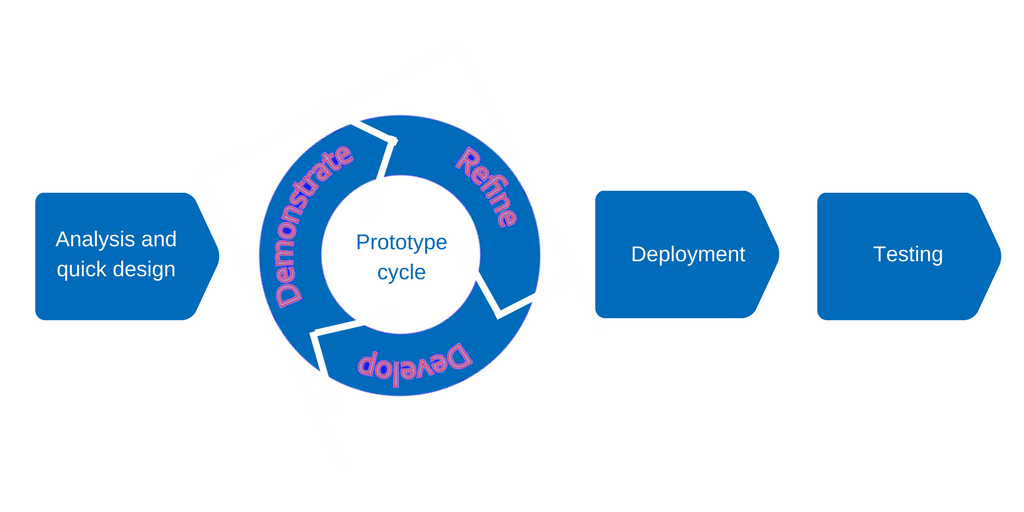 Analysis and
quick design
Demonstrate
Refine
Develop
Prototype
cycle
Deployment
Testing